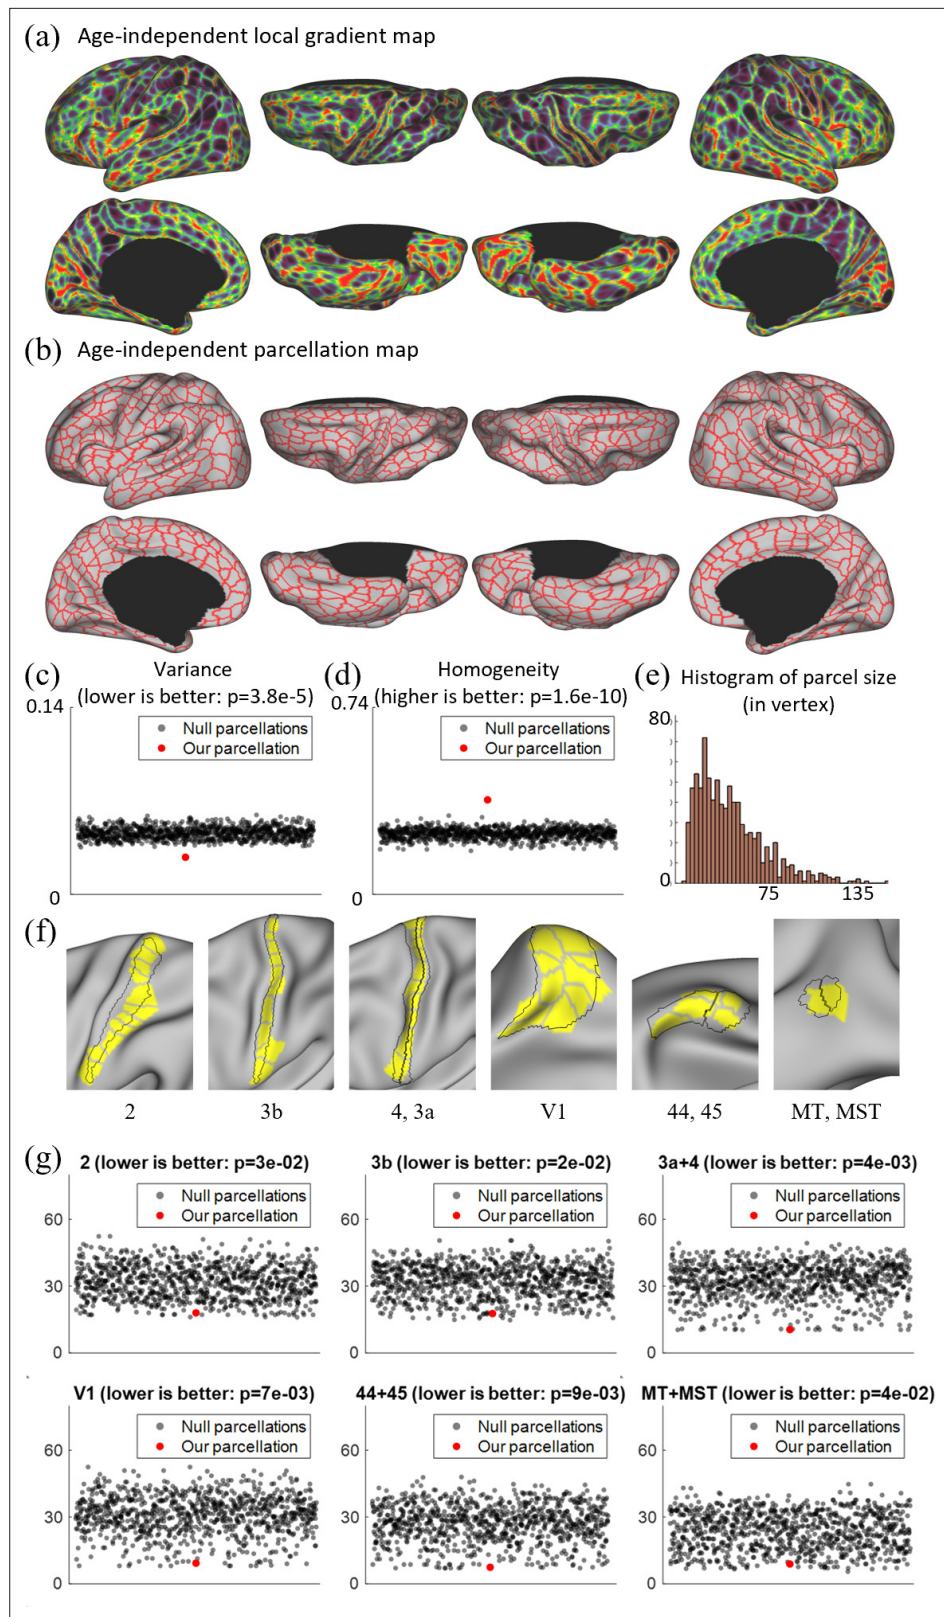 (a) Age-independent local gradient map
(b) Age-independent parcellation map
(c) Variance
(lower is better: p=3.8e-5)
0.14
Null parcellations
Our parcellation
0
(d) Homogeneity
(higher is better: p=1.6e-10)
0.74
Null parcellations
Our parcellation
0
(e) Histogram of parcel size
(in vertex)
80
0
75 135
(f)
2 3b 4, 3a V1 44, 45 MT, MST
(g)
2 (lower is better: p=3e-02)
Null parcellations
Our parcellation
60
30
0
3b (lower is better: p=2e-02)
Null parcellations
Our parcellation
60
30
0
3a+4 (lower is better: p=4e-03)
Null parcellations
Our parcellation
60
30
0
V1 (lower is better: p=7e-03)
Null parcellations
Our parcellation
60
30
0
44+45 (lower is better: p=9e-03)
Null parcellations
Our parcellation
60
30
0
MT+MST (lower is better: p=4e-02)
Null parcellations
Our parcellation
60
30
0